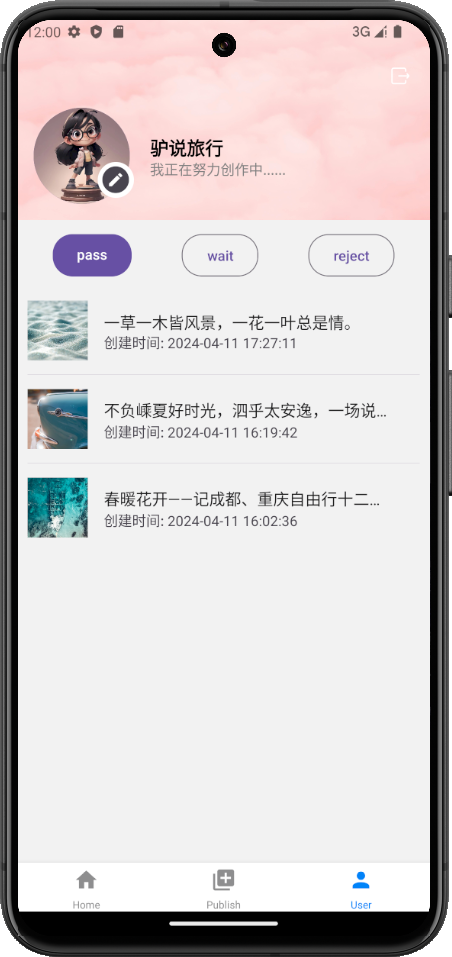 12:00
3G
驴说旅行
我正在努力创作中......
pass
wait
reject
一草一木皆风景，一花一叶总是情。
创建时间: 2024-04-11 17:27:11
不负嵊夏好时光，泗乎太安逸，一场说...
创建时间: 2024-04-11 16:19:42
春暖花开——记成都、重庆自由行十二...
创建时间: 2024-04-11 16:02:36
Home
Publish
User